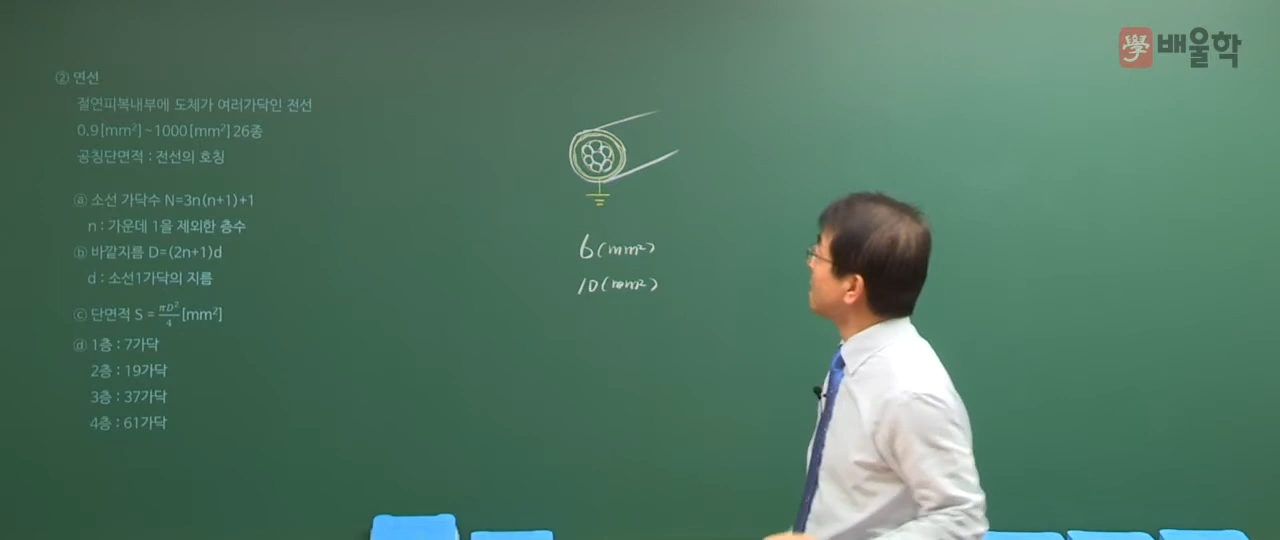 ② 연선
절연피복내부에 도체가 여러가닥인 전선
0.9[mm²] ~ 1000[mm²] 26종
공칭단면적 : 전선의 호칭
ⓐ 소선 가닥수 N=3n(n+1)+1
n : 가운데 1을 제외한 층수
ⓑ 바깥지름 D=(2n+1)d
d : 소선1가닥의 지름
ⓒ 단면적 S = πD²/4 [mm²]
ⓓ 1층 : 7가닥
2층 : 19가닥
3층 : 37가닥
4층 : 61가닥
6(mm²)
10(mm²)
學 배울학